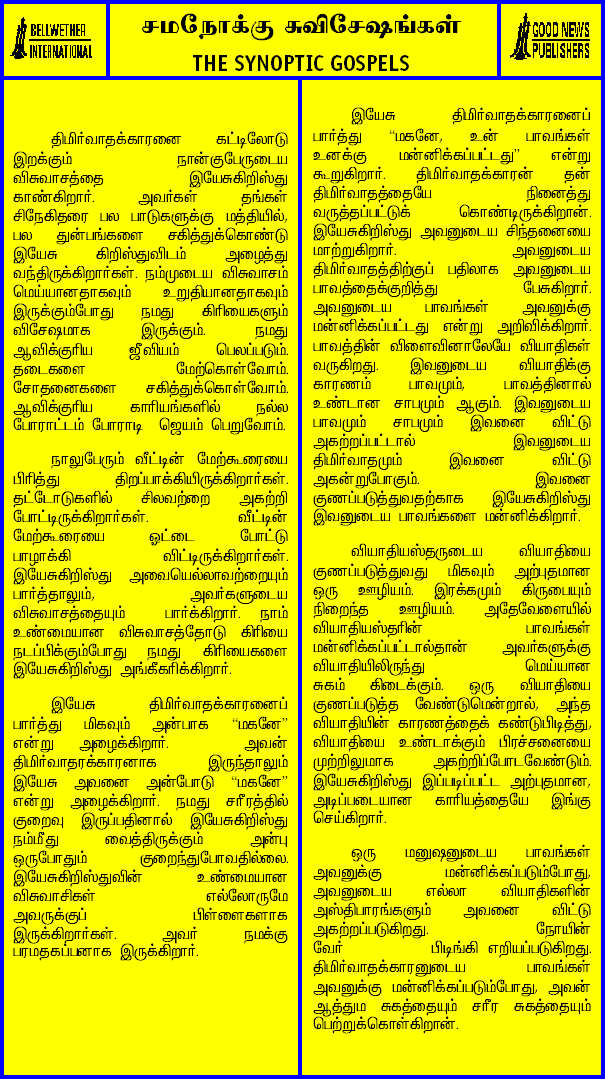 BELLWETHER
INTERNATIONAL
சமநோக்கு சுவிசேஷங்கள்
THE SYNOPTIC GOSPELS
GOOD NEWS
PUBLISHERS
திமிர்வாதக்காரனை கட்டிலோடு
இறக்கும் நான்குபேருடைய
விசுவாசத்தை இயேசுகிறிஸ்து
காண்கிறார். அவர்கள் தங்கள்
சிநேகிதரை பல பாடுகளுக்கு மத்தியில்,
பல துன்பங்களை சகித்துக்கொண்டு
இயேசு கிறிஸ்துவிடம் அழைத்து
வந்திருக்கிறார்கள். நம்முடைய விசுவாசம்
மெய்யானதாகவும் உறுதியானதாகவும்
இருக்கும்போது நமது கிரியைகளும்
விசேஷமாக இருக்கும். நமது
ஆவிக்குரிய ஜீவியம் பெலப்படும்.
தடைகளை மேற்கொள்வோம்.
சோதனைகளை சகித்துக்கொள்வோம்.
ஆவிக்குரிய காரியங்களில் நல்ல
போராட்டம் போராடி ஜெயம் பெறுவோம்.
நாலுபேரும் வீட்டின் மேற்கூரையை
பிரித்து திறப்பாக்கியிருக்கிறார்கள்.
தட்டோடுகளில் சிலவற்றை அகற்றி
போட்டிருக்கிறார்கள். வீட்டின்
மேற்கூரையை ஓட்டை போட்டு
பாழாக்கி விட்டிருக்கிறார்கள்.
இயேசுகிறிஸ்து அவையெல்லாவற்றையும்
பார்த்தாலும், அவர்களுடைய
விசுவாசத்தையும் பார்க்கிறார். நாம்
உண்மையான விசுவாசத்தோடு கிரியை
நடப்பிக்கும்போது நமது கிரியைகளை
இயேசுகிறிஸ்து அங்கீகரிக்கிறார்.
இயேசு திமிர்வாதக்காரனைப்
பார்த்து மிகவும் அன்பாக “மகனே”
என்று அழைக்கிறார். அவன்
திமிர்வாதரக்காரனாக இருந்தாலும்
இயேசு அவனை அன்போடு “மகனே”
என்று அழைக்கிறார். நமது சரீரத்தில்
குறைவு இருப்பதினால் இயேசுகிறிஸ்து
நம்மீது வைத்திருக்கும் அன்பு
ஒருபோதும் குறைந்துபோவதில்லை.
இயேசுகிறிஸ்துவின் உண்மையான
விசுவாசிகள் எல்லோருமே
அவருக்குப் பிள்ளைகளாக
இருக்கிறார்கள். அவர் நமக்கு
பரமதகப்பனாக இருக்கிறார்.
இயேசு திமிர்வாதக்காரனைப்
பார்த்து “மகனே, உன் பாவங்கள்
உனக்கு மன்னிக்கப்பட்டது” என்று
கூறுகிறார். திமிர்வாதக்காரன் தன்
திமிர்வாதத்தையே நினைத்து
வருத்தப்பட்டுக் கொண்டிருக்கிறான்.
இயேசுகிறிஸ்து அவனுடைய சிந்தனையை
மாற்றுகிறார். அவனுடைய
திமிர்வாதத்திற்குப் பதிலாக அவனுடைய
பாவத்தைக்குறித்து பேசுகிறார்.
அவனுடைய பாவங்கள் அவனுக்கு
மன்னிக்கப்பட்டது என்று அறிவிக்கிறார்.
பாவத்தின் விளைவினாலேயே வியாதிகள்
வருகிறது. இவனுடைய வியாதிக்கு
காரணம் பாவமும், பாவத்தினால்
உண்டான சாபமும் ஆகும். இவனுடைய
பாவமும் சாபமும் இவனை விட்டு
அகற்றப்பட்டால் இவனுடைய
திமிர்வாதமும் இவனை விட்டு
அகன்றுபோகும். இவனை
குணப்படுத்துவதற்காக இயேசுகிறிஸ்து
இவனுடைய பாவங்களை மன்னிக்கிறார்.
வியாதியஸ்தருடைய வியாதியை
குணப்படுத்துவது மிகவும் அற்புதமான
ஒரு ஊழியம். இரக்கமும் கிருபையும்
நிறைந்த ஊழியம். அதேவேளையில்
வியாதியஸ்தரின் பாவங்கள்
மன்னிக்கப்பட்டால்தான் அவர்களுக்கு
வியாதியிலிருந்து மெய்யான
சுகம் கிடைக்கும். ஒரு வியாதியை
குணப்படுத்த வேண்டுமென்றால், அந்த
வியாதியின் காரணத்தைக் கண்டுபிடித்து,
வியாதியை உண்டாக்கும் பிரச்சனையை
முற்றிலுமாக அகற்றிப்போடவேண்டும்.
இயேசுகிறிஸ்து இப்படிப்பட்ட அற்புதமான,
அடிப்படையான காரியத்தையே இங்கு
செய்கிறார்.
ஒரு மனுஷனுடைய பாவங்கள்
அவனுக்கு மன்னிக்கப்படும்போது,
அவனுடைய எல்லா வியாதிகளின்
அஸ்திபாரங்களும் அவனை விட்டு
அகற்றப்படுகிறது. நோயின்
வேர் பிடிங்கி எறியப்படுகிறது.
திமிர்வாதக்காரனுடைய பாவங்கள்
அவனுக்கு மன்னிக்கப்படும்போது, அவன்
ஆத்தும சுகத்தையும் சரீர சுகத்தையும்
பெற்றுக்கொள்கிறான்.